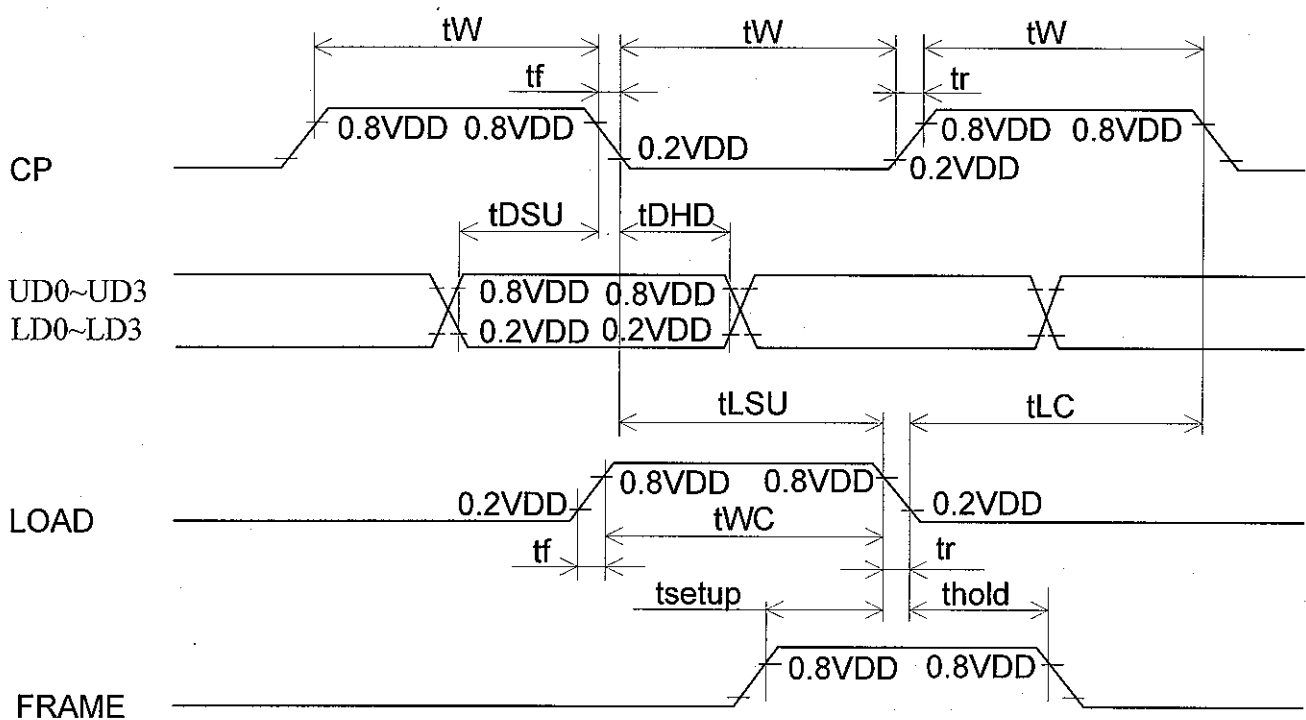 tW tW tW
tf tr
0.8VDD 0.8VDD 0.8VDD 0.8VDD
CP 0.2VDD 0.2VDD
tDSU tDHD
UD0~UD3 0.8VDD 0.8VDD
LD0~LD3 0.2VDD 0.2VDD
tLSU tLC
0.8VDD 0.8VDD
LOAD 0.2VDD 0.2VDD
tWC
tf tr
tsetup thold
0.8VDD 0.8VDD
FRAME